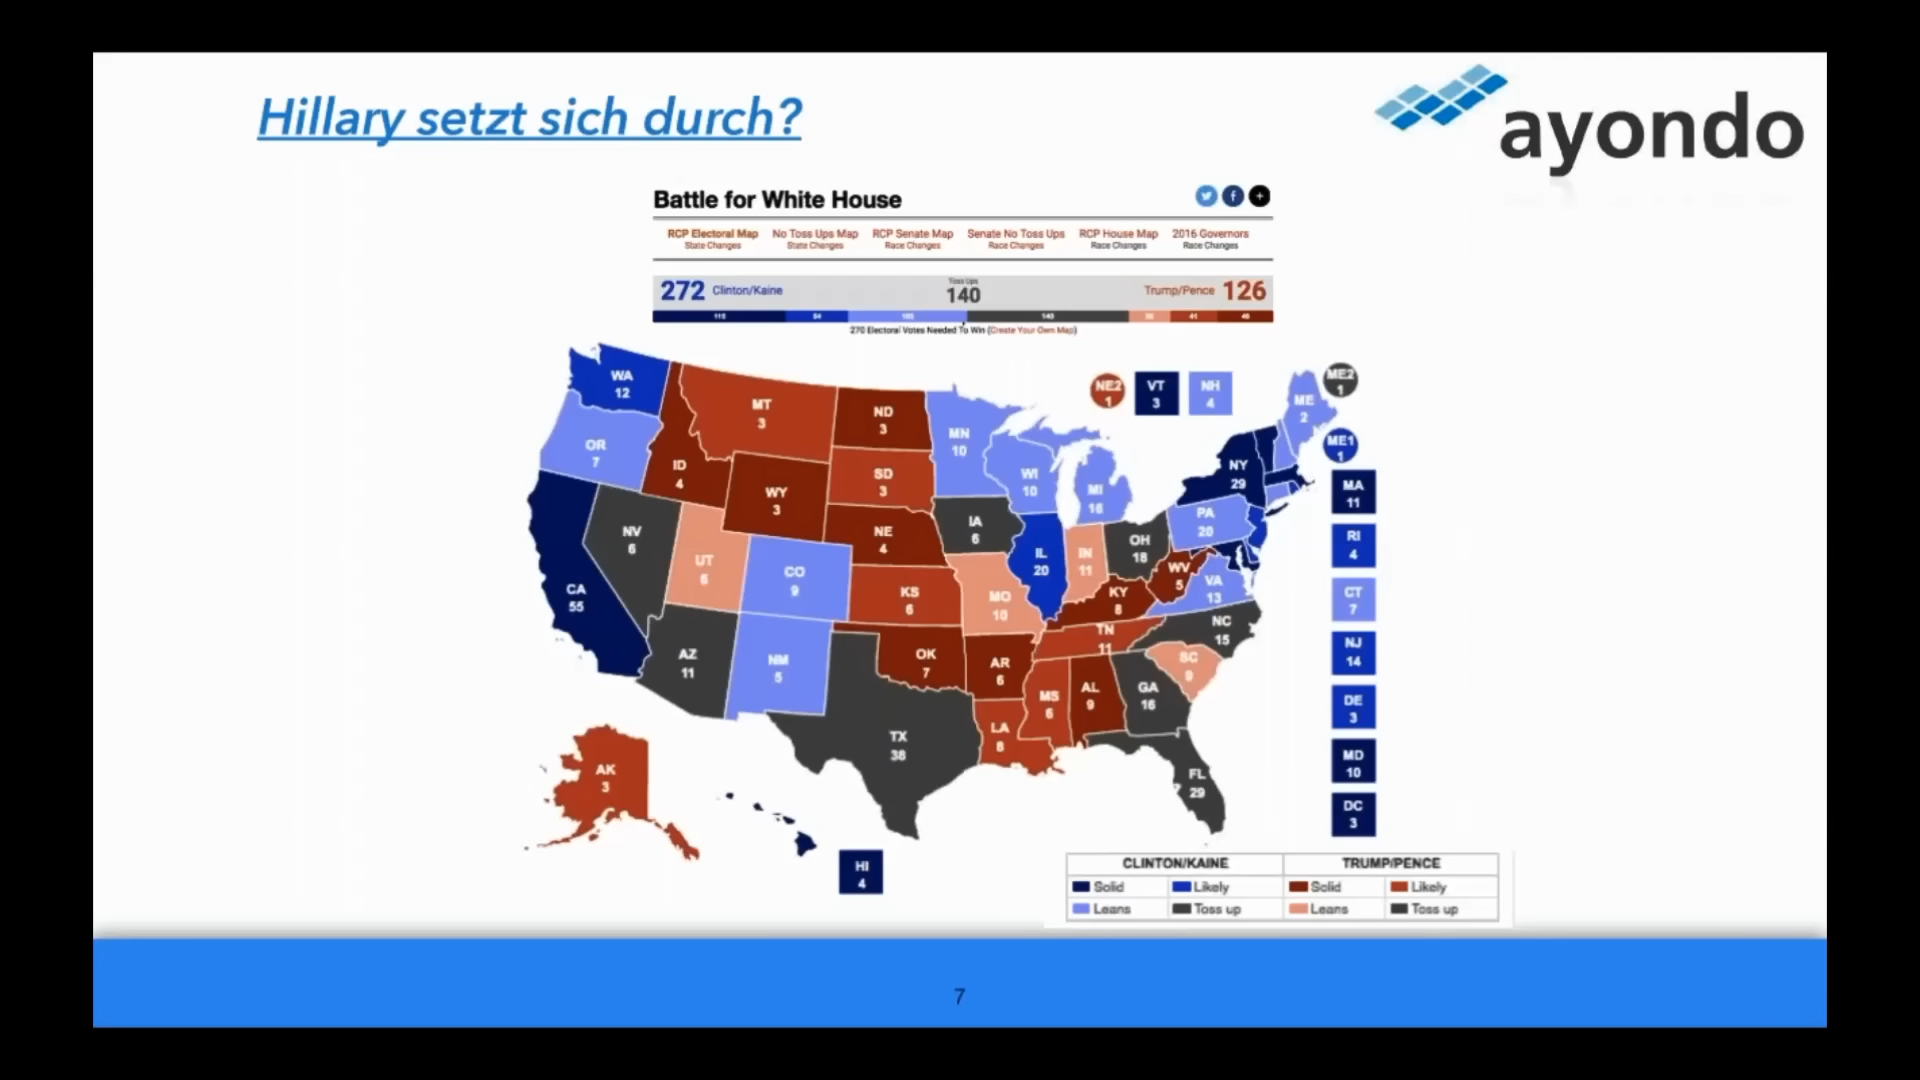 Hillary setzt sich durch?
ayondo
Battle for White House
RCP Electoral Map No Toss Ups Map RCP Senate Map Senate No Toss Ups RCP House Map 2016 Governors
State Changes State Changes Race Changes Race Changes Race Changes Race Changes
272 Clinton/Kaine
Toss Ups
140
Trump/Pence 126
270 Electoral Votes Needed To Win (Create Your Own Map)
WA
12
OR
7
CA
55
NV
6
ID
4
MT
3
WY
3
UT
6
AZ
11
CO
9
NM
5
ND
3
SD
3
NE
4
KS
6
OK
7
TX
38
MN
10
IA
6
MO
10
AR
6
LA
8
WI
10
IL
20
MI
16
IN
11
OH
18
KY
8
TN
11
MS
6
AL
9
GA
16
FL
29
SC
9
NC
15
VA
13
WV
5
PA
20
NY
29
ME
2
NE2
1
VT
3
NH
4
ME2
1
ME1
1
MA
11
RI
4
CT
7
NJ
14
DE
3
MD
10
DC
3
AK
3
HI
4
CLINTON/KAINE TRUMP/PENCE
Solid Likely Solid Likely
Leans Toss up Leans Toss up
7